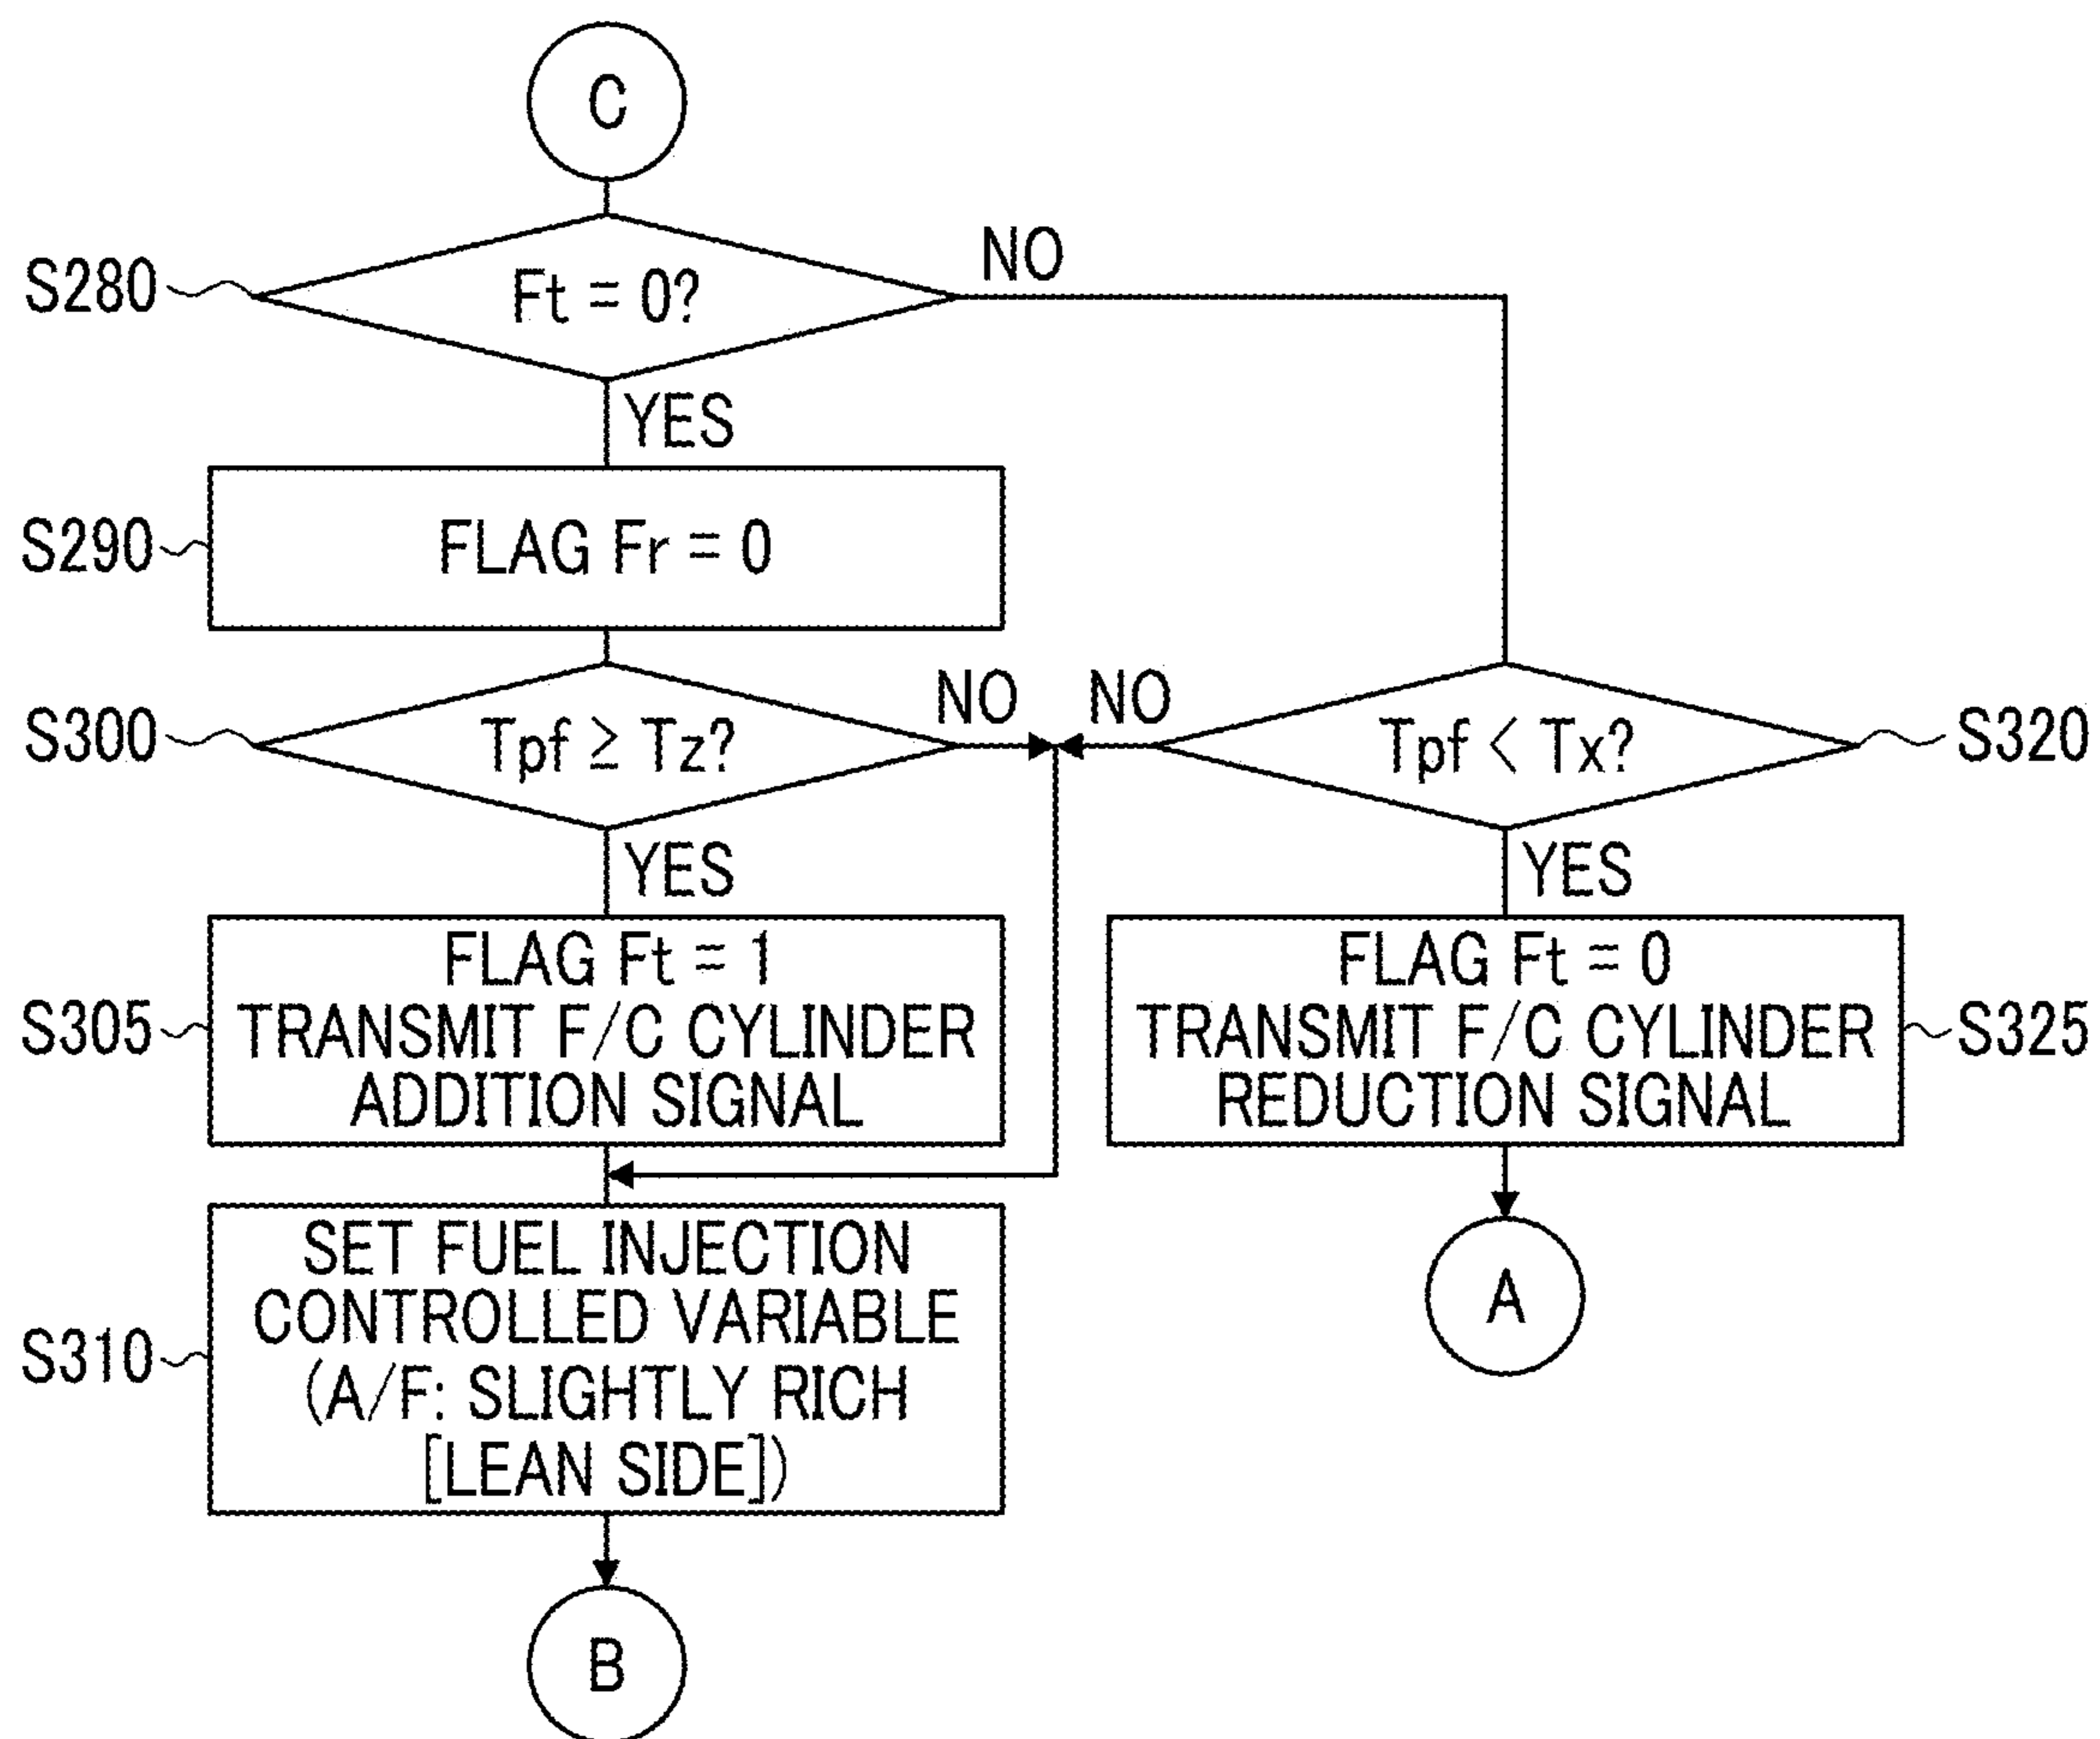 C
S280
Ft = 0?
NO
YES
S290
FLAG Fr = 0
S300
Tpf ≥ Tz?
NO
NO
Tpf < Tx?
S320
YES
YES
S305
FLAG Ft = 1
TRANSMIT F/C CYLINDER
ADDITION SIGNAL
FLAG Ft = 0
TRANSMIT F/C CYLINDER
REDUCTION SIGNAL
S325
S310
SET FUEL INJECTION
CONTROLLED VARIABLE
(A/F: SLIGHTLY RICH
[LEAN SIDE])
A
B